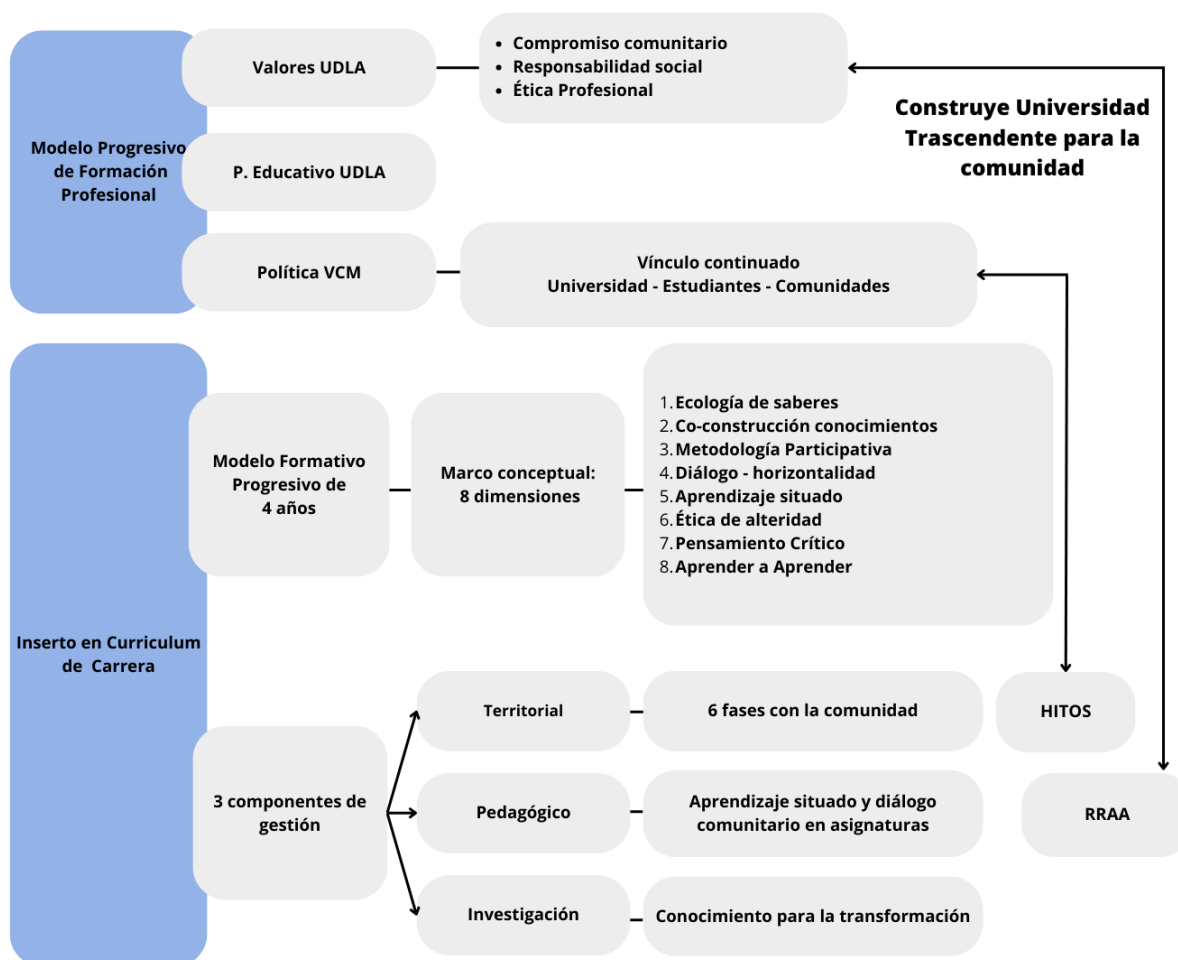 Modelo Progresivo
de Formación
Profesional
Valores UDLA
• Compromiso comunitario
• Responsabilidad social
• Ética Profesional
Construye Universidad
Trascendente para la
comunidad
P. Educativo UDLA
Política VCM
Vínculo continuado
Universidad - Estudiantes - Comunidades
Inserto en Curriculum
de Carrera
Modelo Formativo
Progresivo de
4 años
Marco conceptual:
8 dimensiones
1. Ecología de saberes
2. Co-construcción conocimientos
3. Metodología Participativa
4. Diálogo - horizontalidad
5. Aprendizaje situado
6. Ética de alteridad
7. Pensamiento Crítico
8. Aprender a Aprender
3 componentes de
gestión
Territorial
6 fases con la comunidad
HITOS
Pedagógico
Aprendizaje situado y diálogo
comunitario en asignaturas
RRAA
Investigación
Conocimiento para la transformación